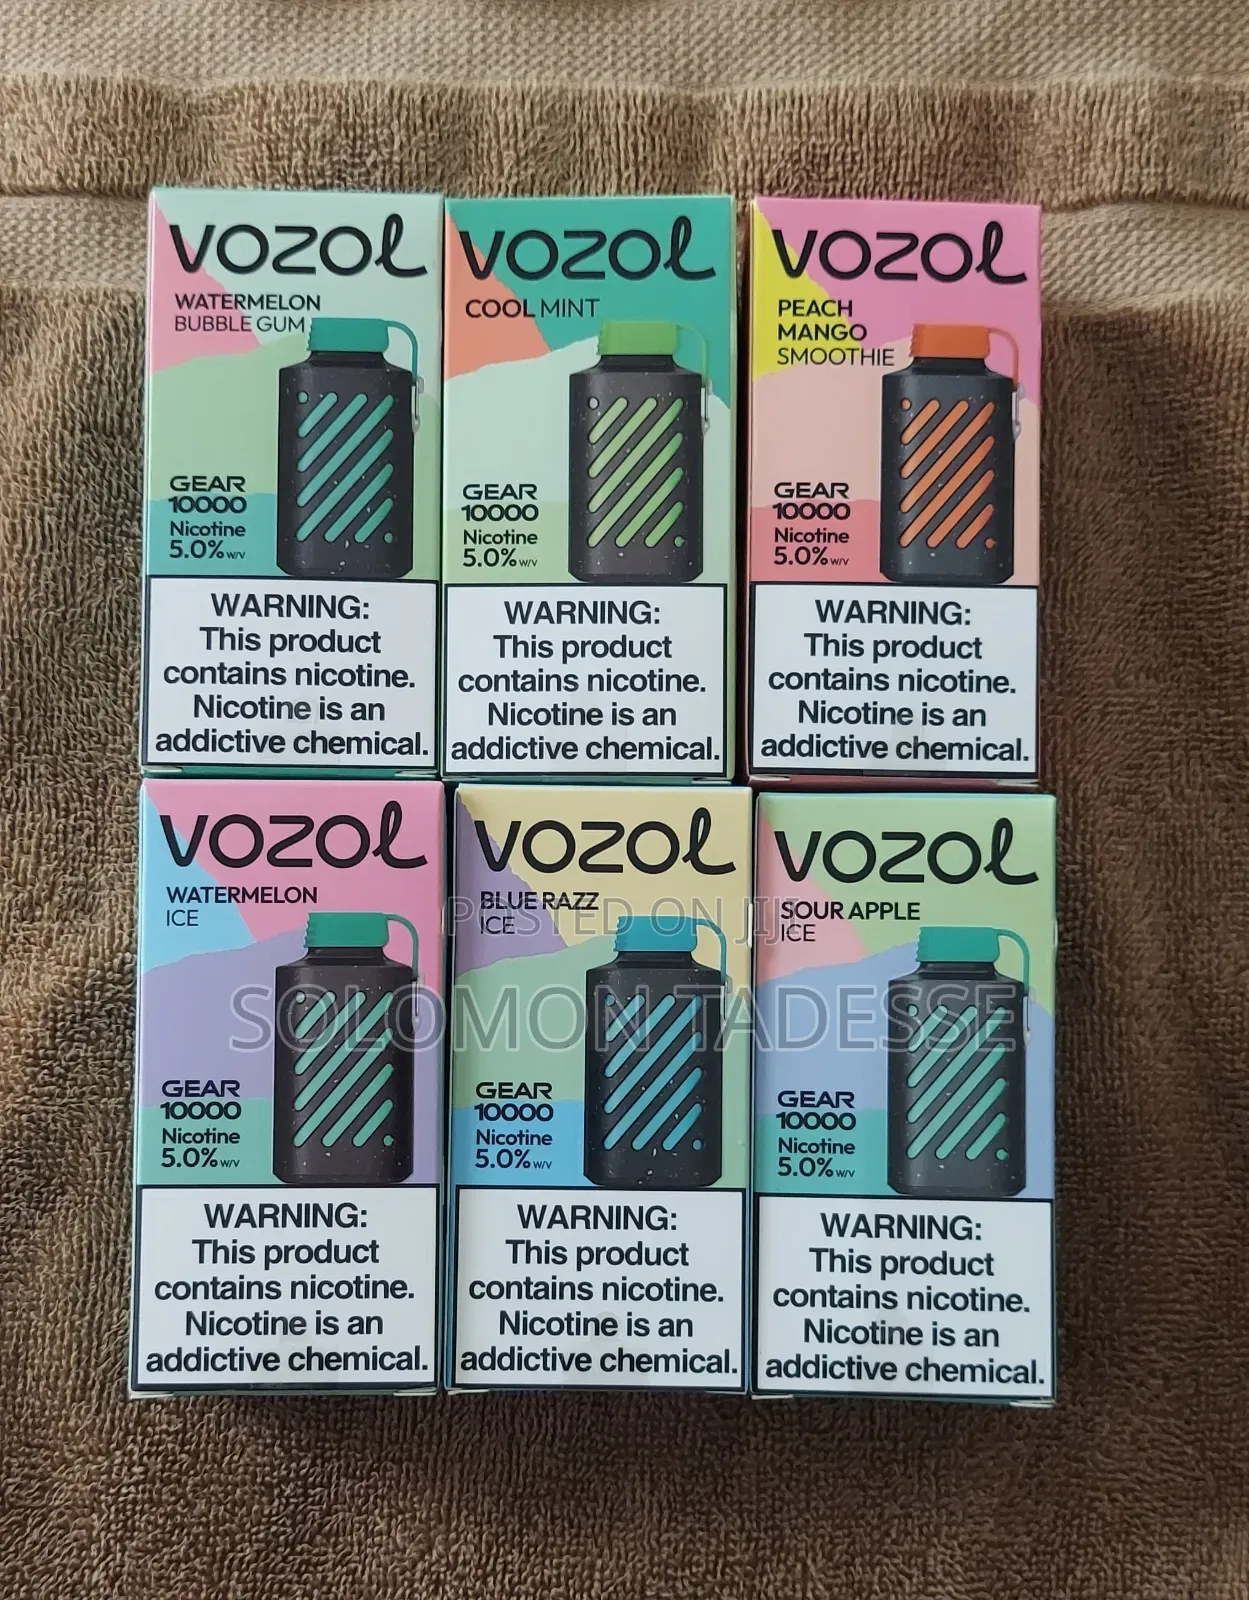 VOZOL
WATERMELON
BUBBLE GUM
GEAR
10000
Nicotine
5.0% w/v
WARNING:
This product
contains nicotine.
Nicotine is an
addictive chemical.
VOZOL
COOL MINT
GEAR
10000
Nicotine
5.0% w/v
WARNING:
This product
contains nicotine.
Nicotine is an
addictive chemical.
VOZOL
PEACH
MANGO
SMOOTHIE
GEAR
10000
Nicotine
5.0% w/v
WARNING:
This product
contains nicotine.
Nicotine is an
addictive chemical.
VOZOL
WATERMELON
ICE
GEAR
10000
Nicotine
5.0% w/v
WARNING:
This product
contains nicotine.
Nicotine is an
addictive chemical.
VOZOL
BLUE RAZZ
ICE
GEAR
10000
Nicotine
5.0% w/v
WARNING:
This product
contains nicotine.
Nicotine is an
addictive chemical.
VOZOL
SOUR APPLE
ICE
GEAR
10000
Nicotine
5.0% w/v
WARNING:
This product
contains nicotine.
Nicotine is an
addictive chemical.
POSTED ON JIJI
SOLOMON TADESSE